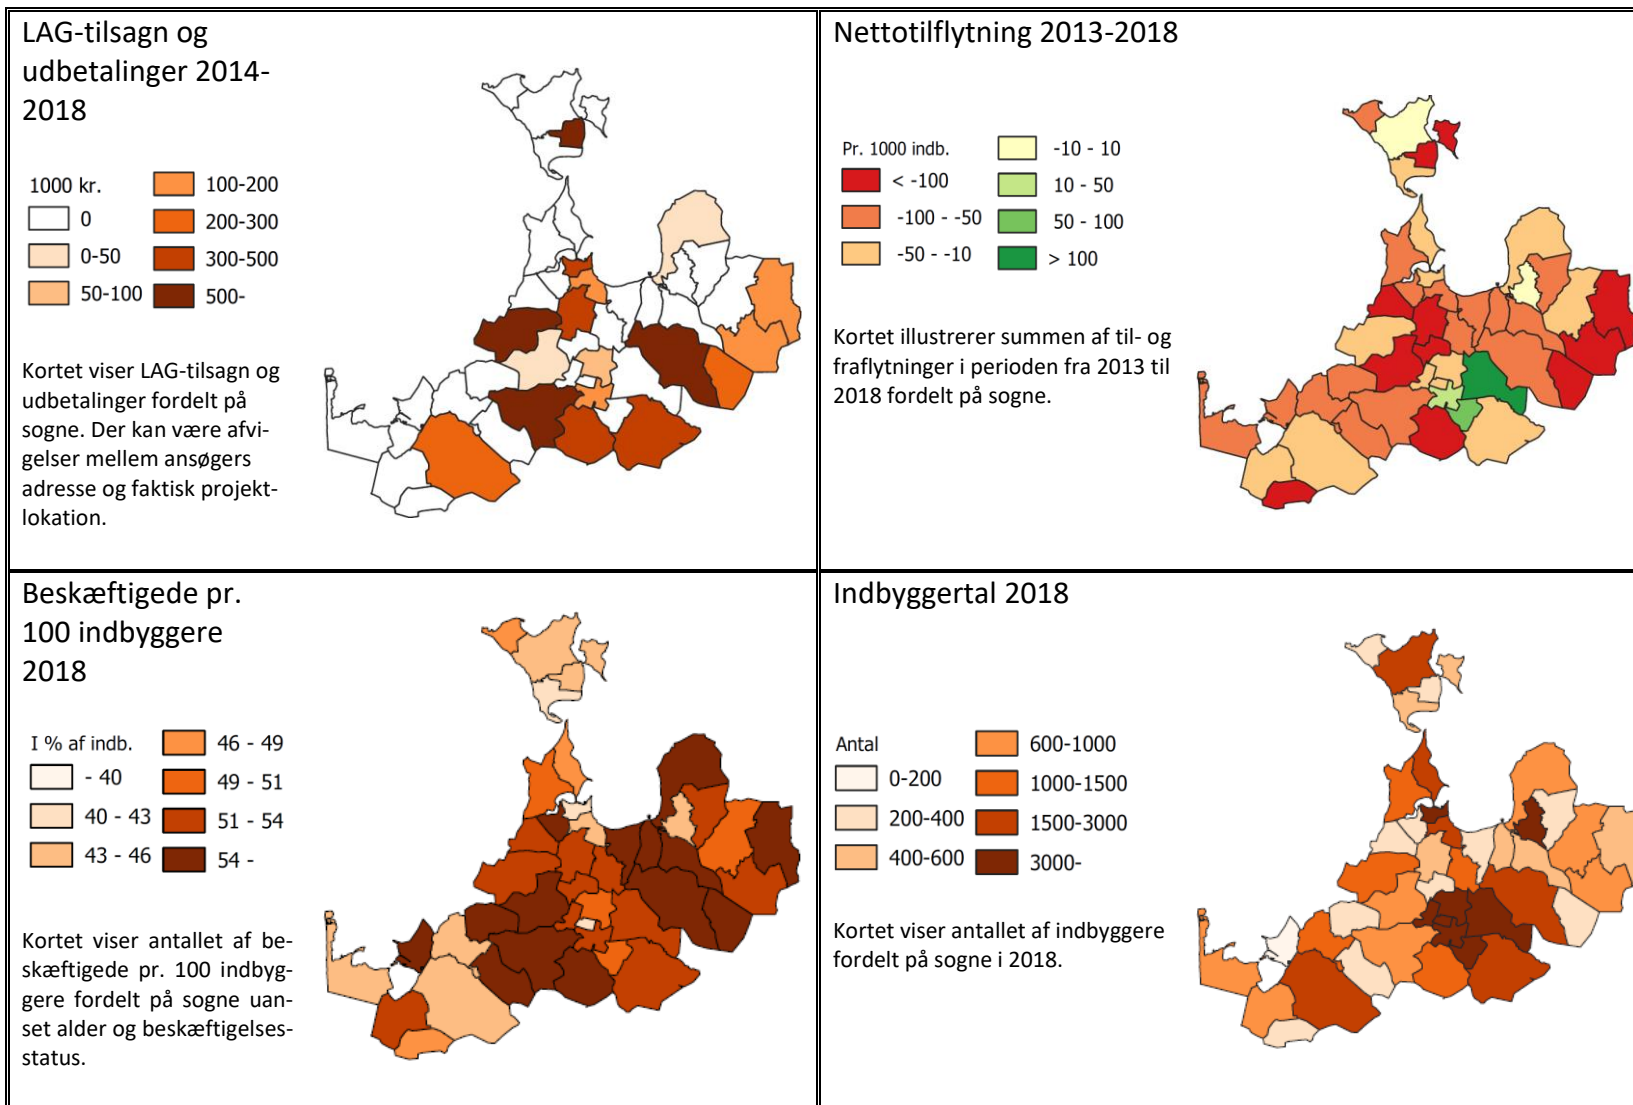 LAG-tilsagn og
udbetalinger 2014-
2018
1000 kr.
0
0-50
50-100
100-200
200-300
300-500
500-
Kortet viser LAG-tilsagn og
udbetalinger fordelt på
sogne. Der kan være afvi-
gelser mellem ansøgers
adresse og faktisk projekt-
lokation.
Nettotilflytning 2013-2018
Pr. 1000 indb.
< -100
-100 - -50
-50 - -10
-10 - 10
10 - 50
50 - 100
> 100
Kortet illustrerer summen af til- og
fraflytninger i perioden fra 2013 til
2018 fordelt på sogne.
Beskæftigede pr.
100 indbyggere
2018
I % af indb.
- 40
40 - 43
43 - 46
46 - 49
49 - 51
51 - 54
54 -
Kortet viser antallet af be-
skæftigede pr. 100 indbyg-
gere fordelt på sogne uan-
set alder og beskæftigelses-
status.
Indbyggertal 2018
Antal
0-200
200-400
400-600
600-1000
1000-1500
1500-3000
3000-
Kortet viser antallet af indbyggere
fordelt på sogne i 2018.